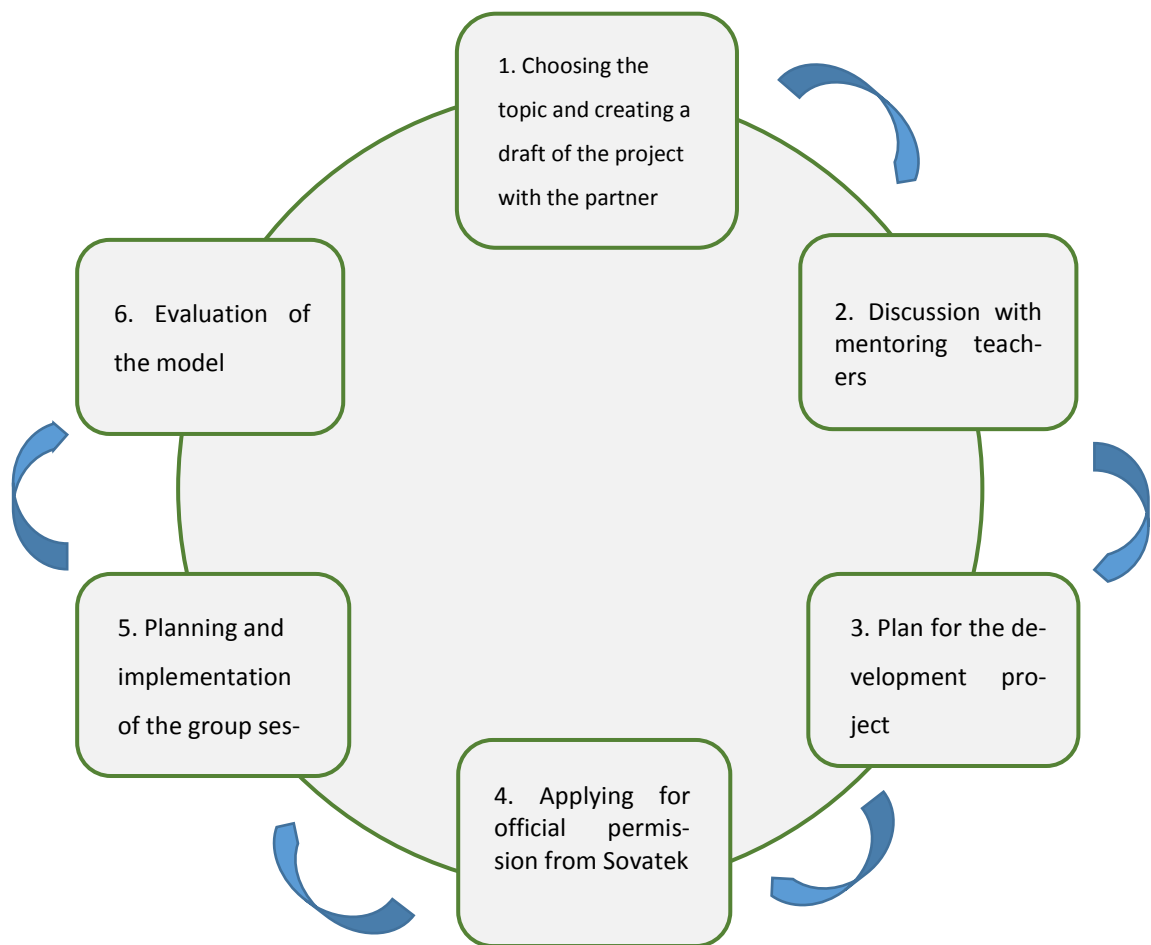 1. Choosing the
topic and creating a
draft of the project
with the partner
2. Discussion with
mentoring teach-
ers
3. Plan for the de-
velopment pro-
ject
4. Applying for
official permis-
sion from Sovatek
5. Planning and
implementation
of the group ses-
6. Evaluation of
the model